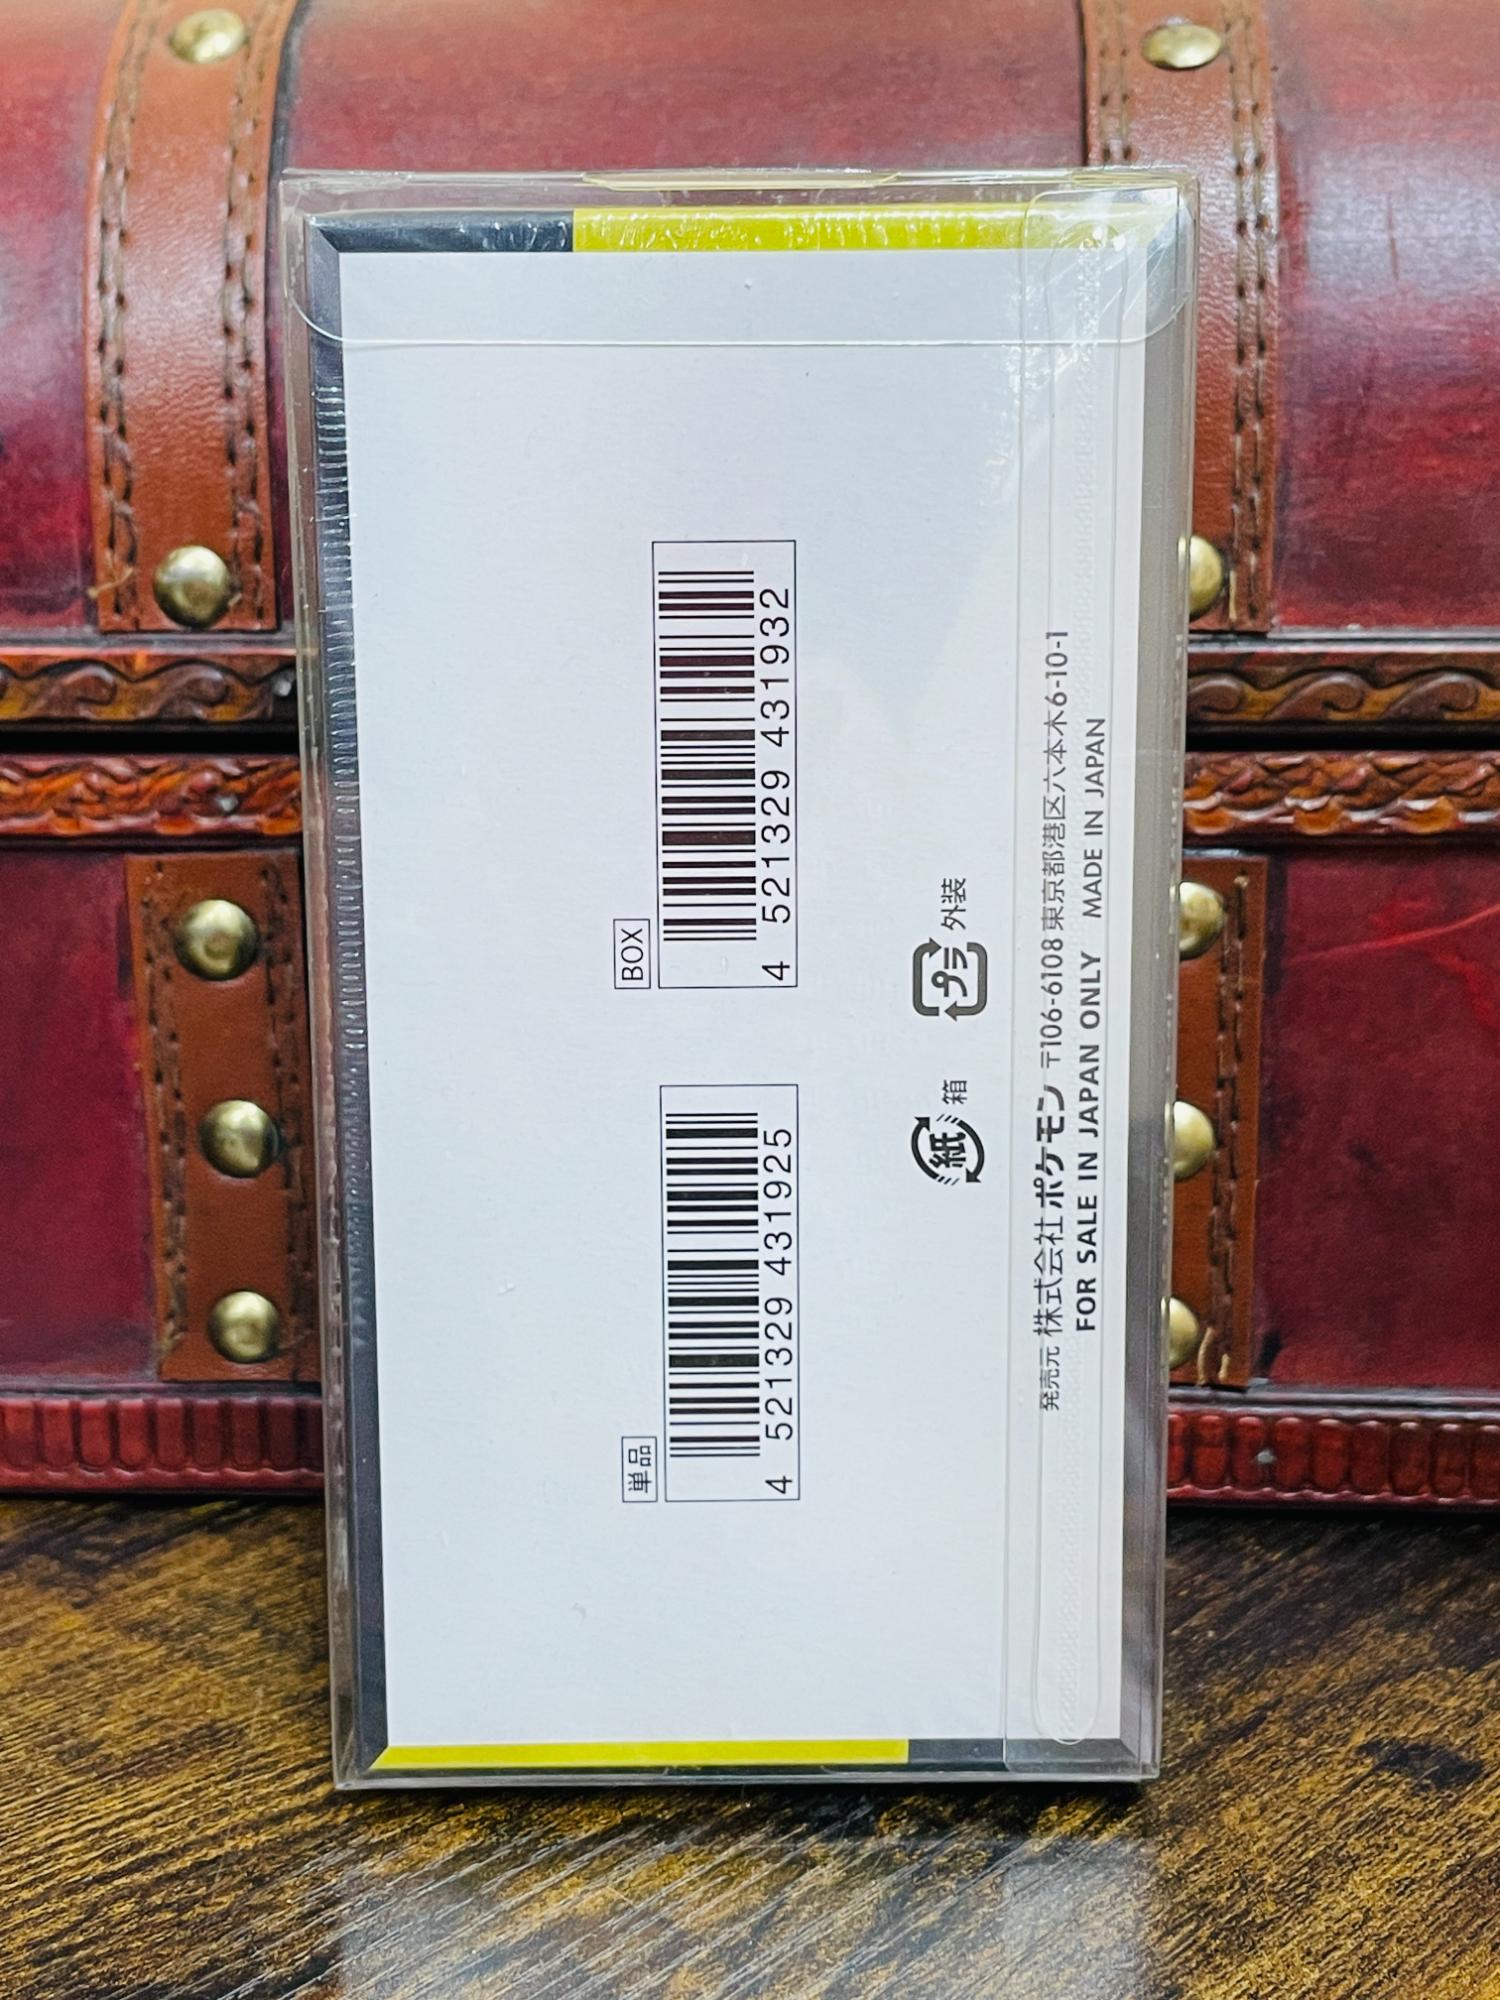 単品
4 521329 431925
BOX
4 521329 431932
紙 箱
プラ 外装
発売元 株式会社 ポケモン 〒106-6108 東京都港区六本木6-10-1
FOR SALE IN JAPAN ONLY MADE IN JAPAN